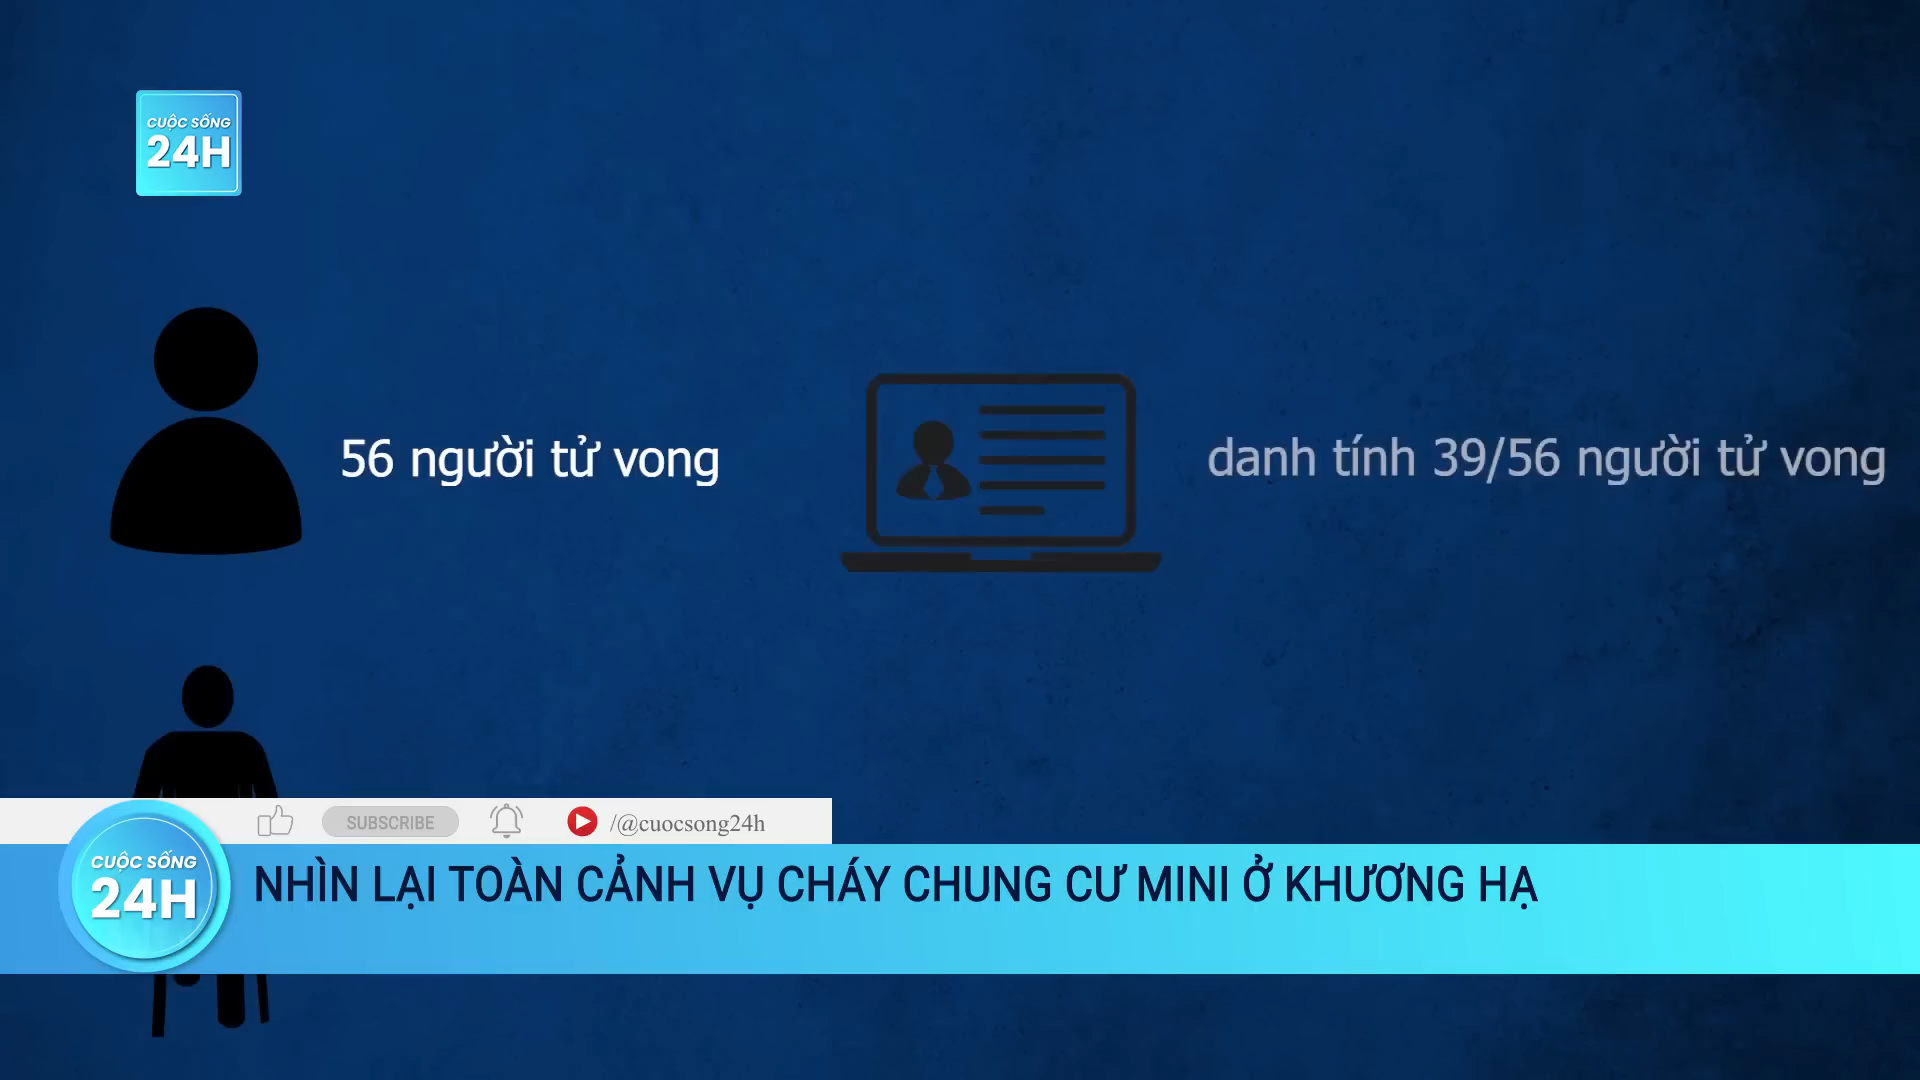 CUỘC SỐNG
24H
56 người tử vong
danh tính 39/56 người tử vong
SUBSCRIBE
/@cuocsong24h
CUỘC SỐNG
24H
NHÌN LẠI TOÀN CẢNH VỤ CHÁY CHUNG CƯ MINI Ở KHƯƠNG HẠ